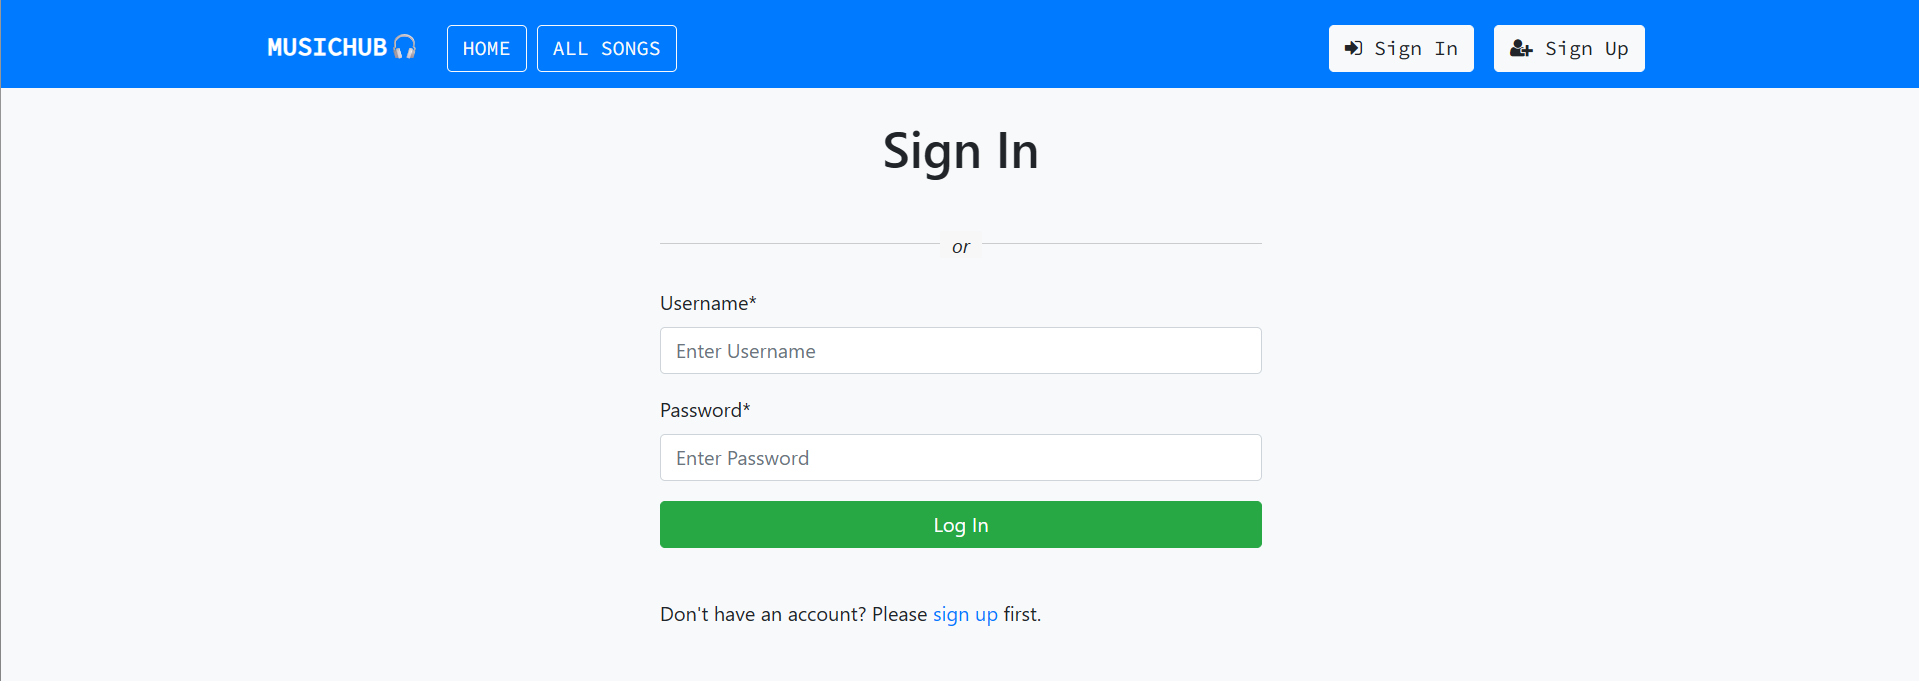 MUSICHUB HOME ALL SONGS Sign In Sign Up
Sign In
or
Username*
Enter Username
Password*
Enter Password
Log In
Don't have an account? Please sign up first.